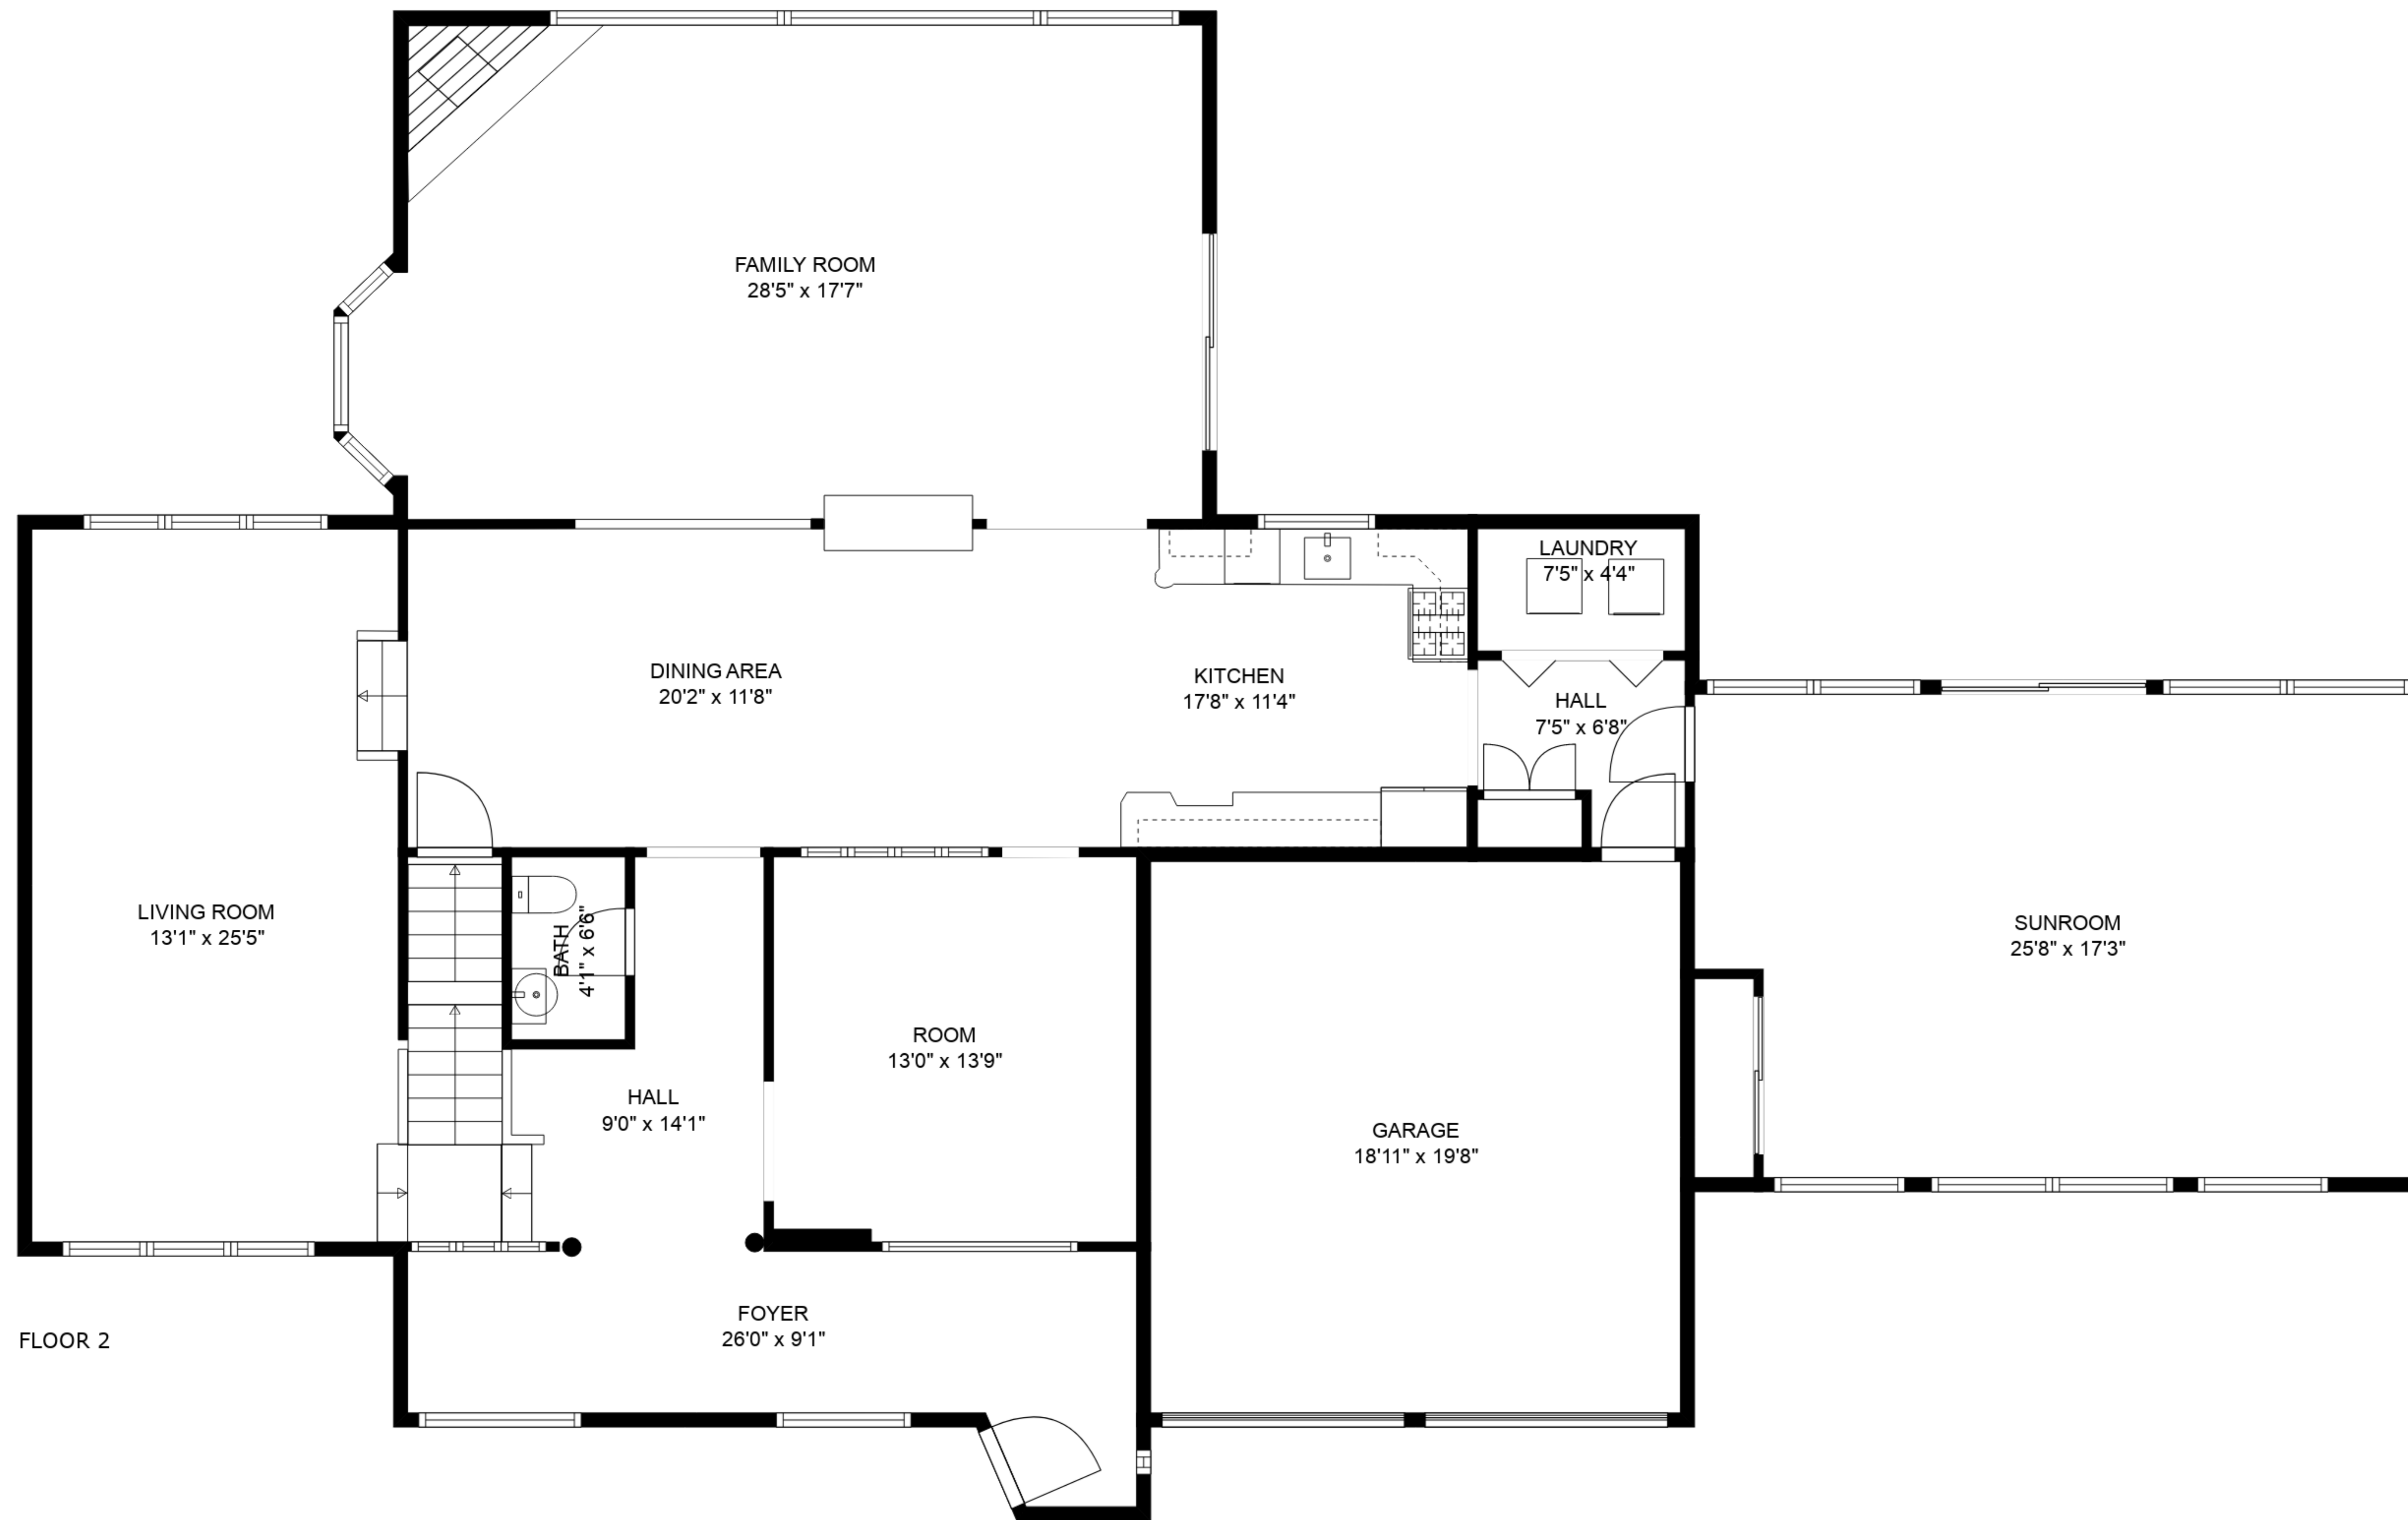 FAMILY ROOM
28'5" x 17'7"
LAUNDRY
7'5" x 4'4"
DINING AREA
20'2" x 11'8"
KITCHEN
17'8" x 11'4"
HALL
7'5" x 6'8"
LIVING ROOM
13'1" x 25'5"
BATH
4'1" x 6'6"
SUNROOM
25'8" x 17'3"
ROOM
13'0" x 13'9"
HALL
9'0" x 14'1"
GARAGE
18'11" x 19'8"
FOYER
26'0" x 9'1"
FLOOR 2